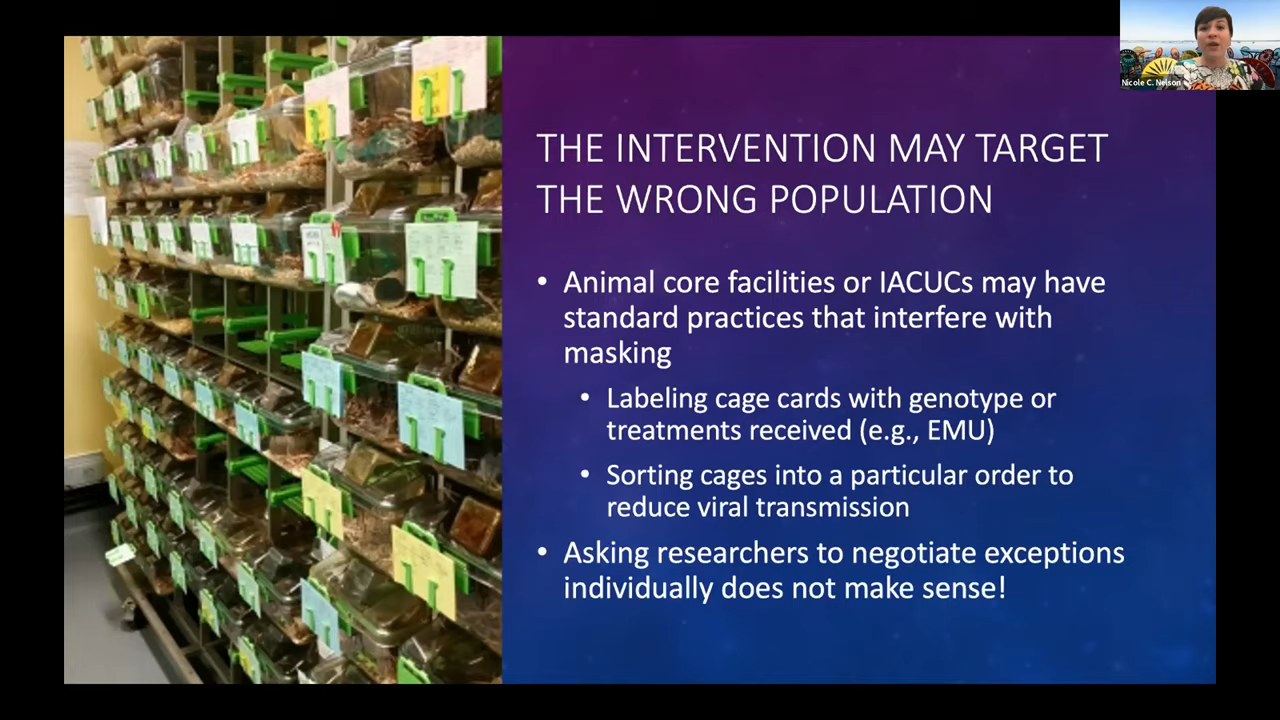 Nicole C. Nelson
THE INTERVENTION MAY TARGET
THE WRONG POPULATION
• Animal core facilities or IACUCs may have
standard practices that interfere with
masking
• Labeling cage cards with genotype or
treatments received (e.g., EMU)
• Sorting cages into a particular order to
reduce viral transmission
• Asking researchers to negotiate exceptions
individually does not make sense!